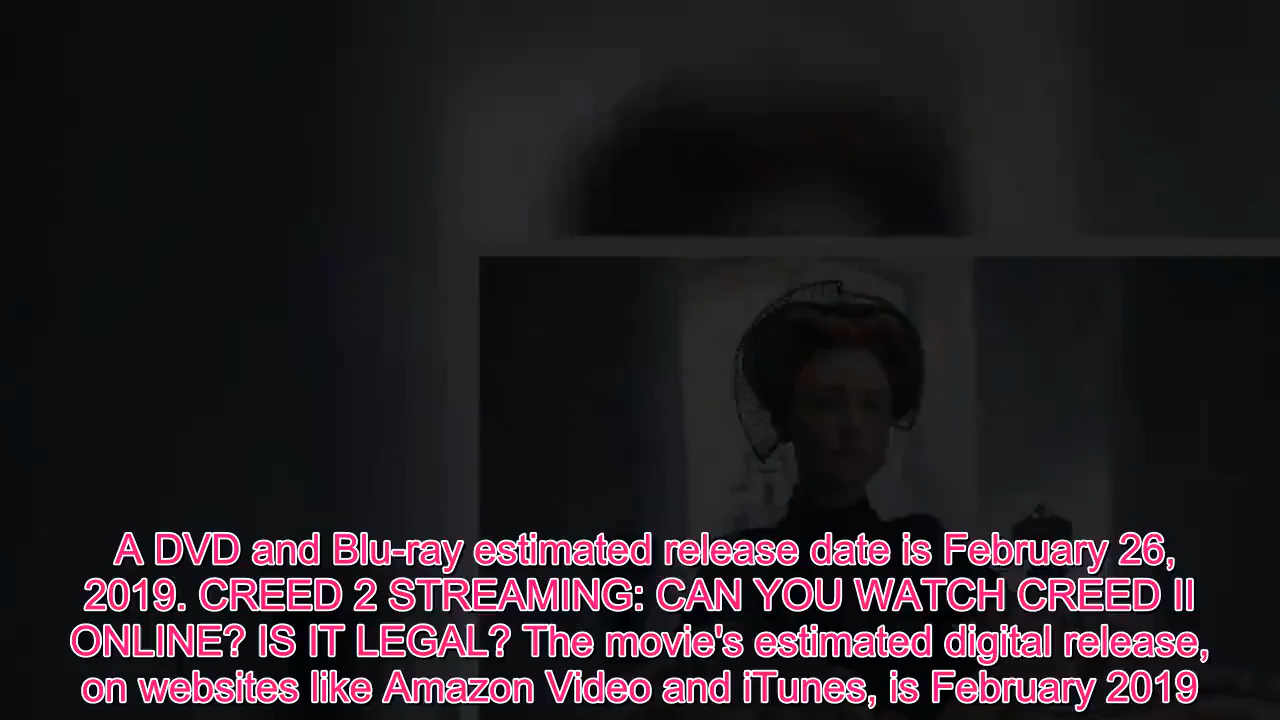 A DVD and Blu-ray estimated release date is February 26,
2019. CREED 2 STREAMING: CAN YOU WATCH CREED II
ONLINE? IS IT LEGAL? The movie's estimated digital release,
on websites like Amazon Video and iTunes, is February 2019